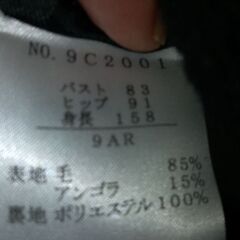 NO. 9C2001
バスト 83
ヒップ 91
身長 158
9AR
表地 毛 85%
アンゴラ 15%
裏地 ポリエステル 100%